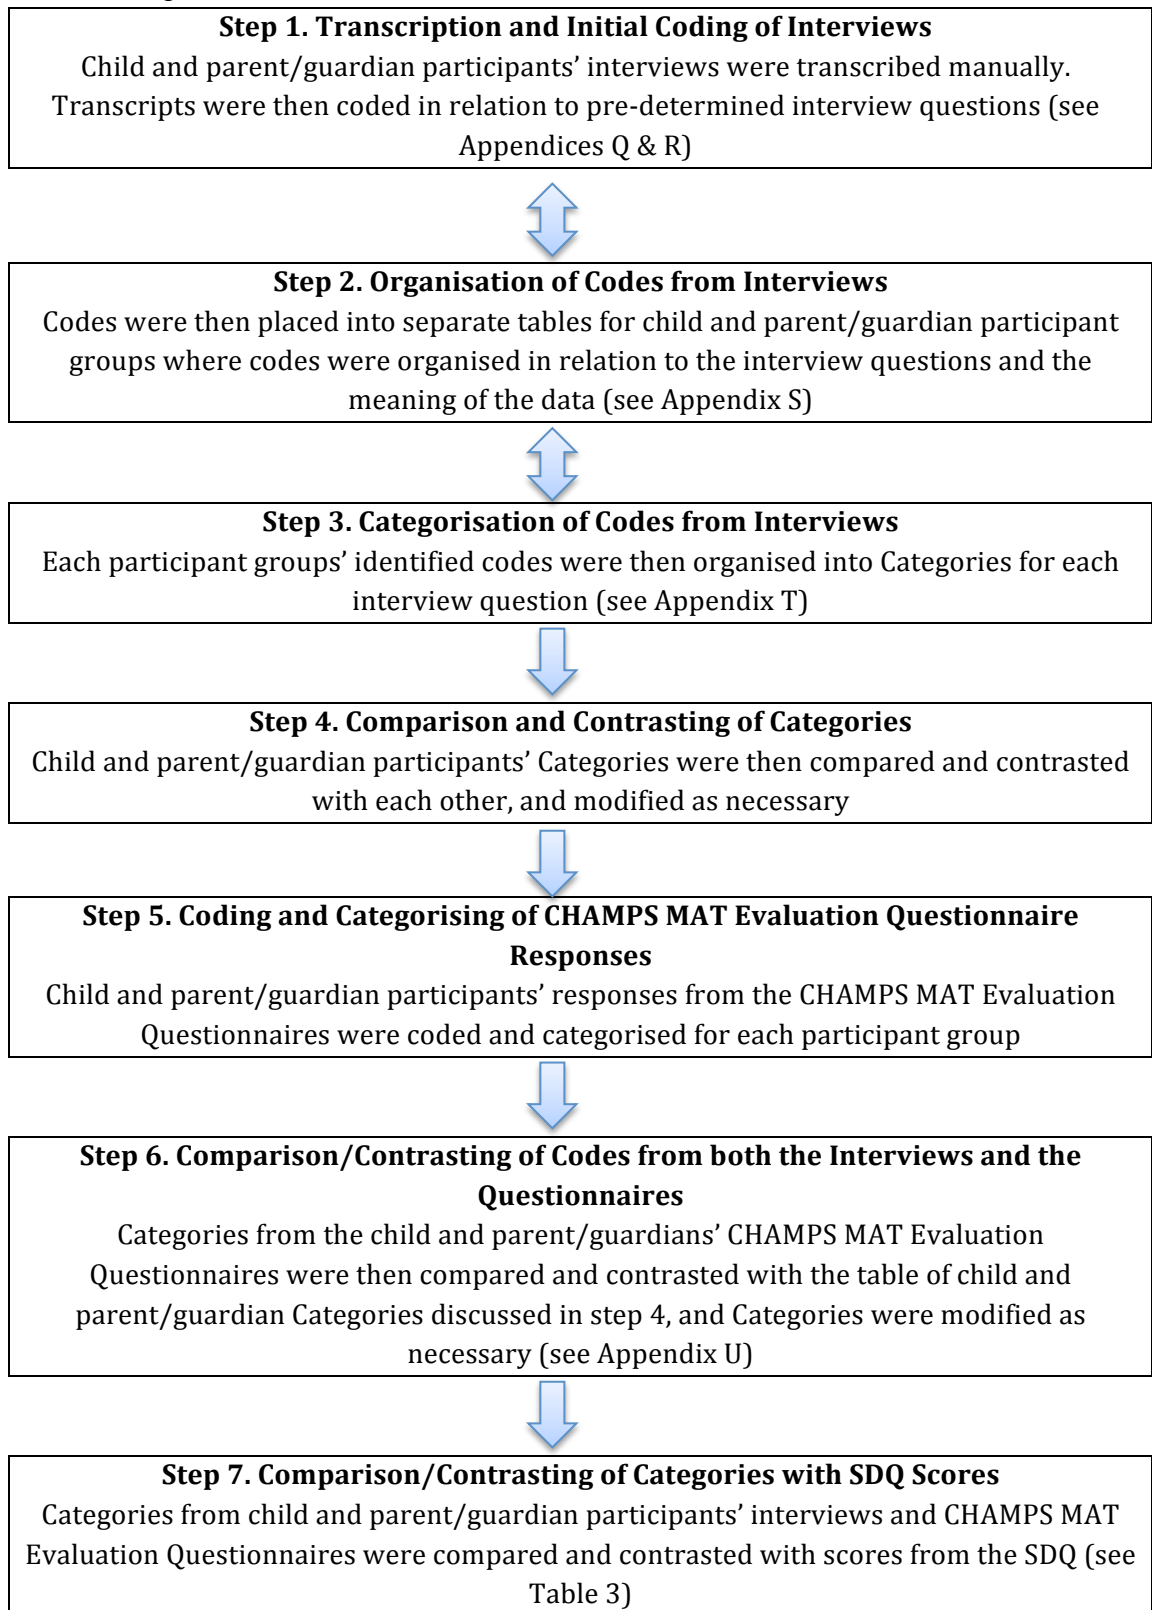 Step 1. Transcription and Initial Coding of Interviews
Child and parent/guardian participants’ interviews were transcribed manually.
Transcripts were then coded in relation to pre-determined interview questions (see
Appendices Q & R)
Step 2. Organisation of Codes from Interviews
Codes were then placed into separate tables for child and parent/guardian participant
groups where codes were organised in relation to the interview questions and the
meaning of the data (see Appendix S)
Step 3. Categorisation of Codes from Interviews
Each participant groups’ identified codes were then organised into Categories for each
interview question (see Appendix T)
Step 4. Comparison and Contrasting of Categories
Child and parent/guardian participants’ Categories were then compared and contrasted
with each other, and modified as necessary
Step 5. Coding and Categorising of CHAMPS MAT Evaluation Questionnaire
Responses
Child and parent/guardian participants’ responses from the CHAMPS MAT Evaluation
Questionnaires were coded and categorised for each participant group
Step 6. Comparison/Contrasting of Codes from both the Interviews and the
Questionnaires
Categories from the child and parent/guardians’ CHAMPS MAT Evaluation
Questionnaires were then compared and contrasted with the table of child and
parent/guardian Categories discussed in step 4, and Categories were modified as
necessary (see Appendix U)
Step 7. Comparison/Contrasting of Categories with SDQ Scores
Categories from child and parent/guardian participants’ interviews and CHAMPS MAT
Evaluation Questionnaires were compared and contrasted with scores from the SDQ (see
Table 3)